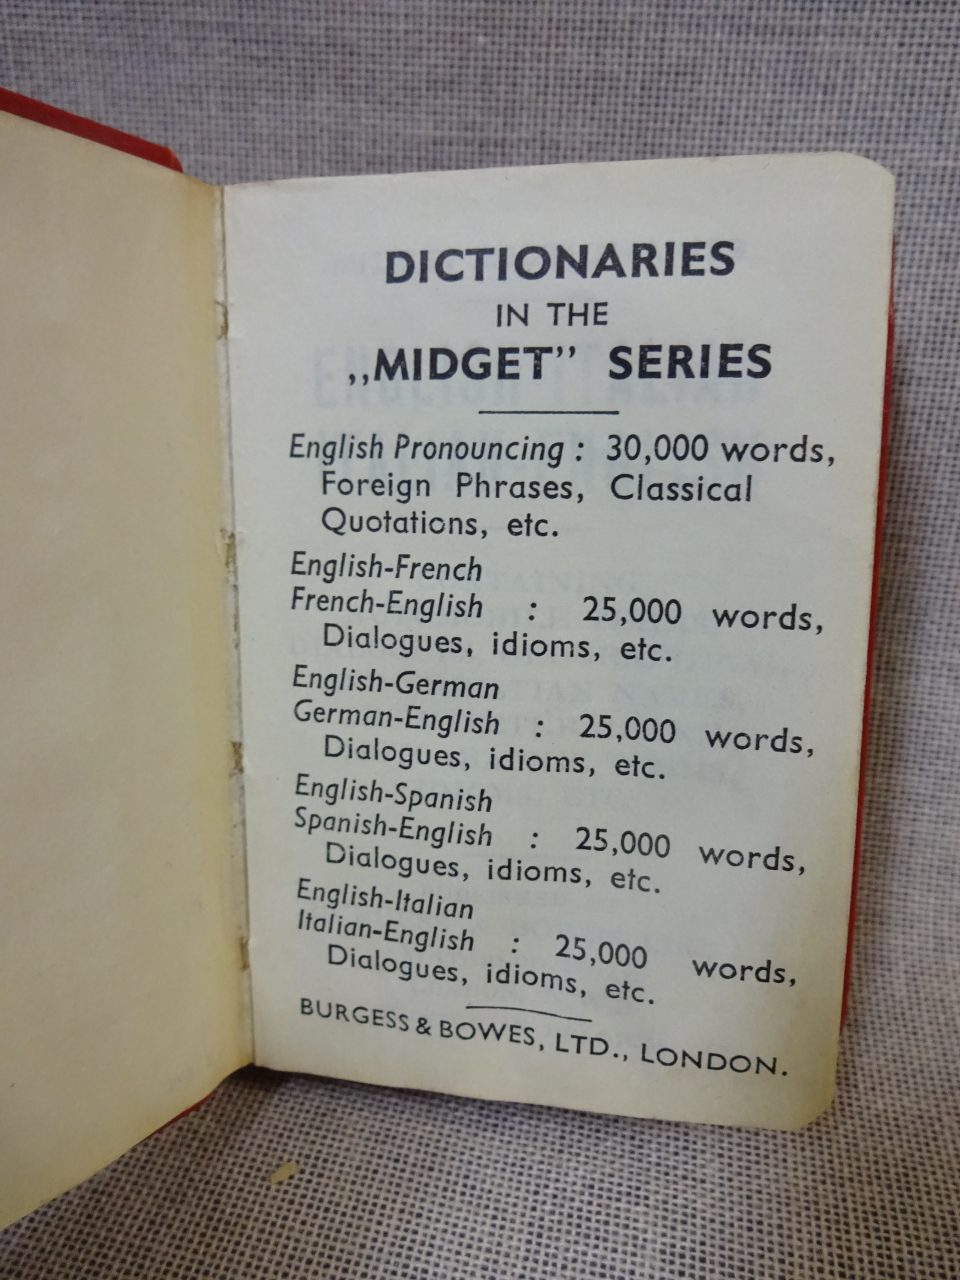 DICTIONARIES
IN THE
,,MIDGET” SERIES
English Pronouncing : 30,000 words,
Foreign Phrases, Classical
Quotations, etc.
English-French
French-English : 25,000 words,
Dialogues, idioms, etc.
English-German
German-English : 25,000 words,
Dialogues, idioms, etc.
English-Spanish
Spanish-English : 25,000 words,
Dialogues, idioms, etc.
English-Italian
Italian-English : 25,000 words,
Dialogues, idioms, etc.
BURGESS & BOWES, LTD., LONDON.